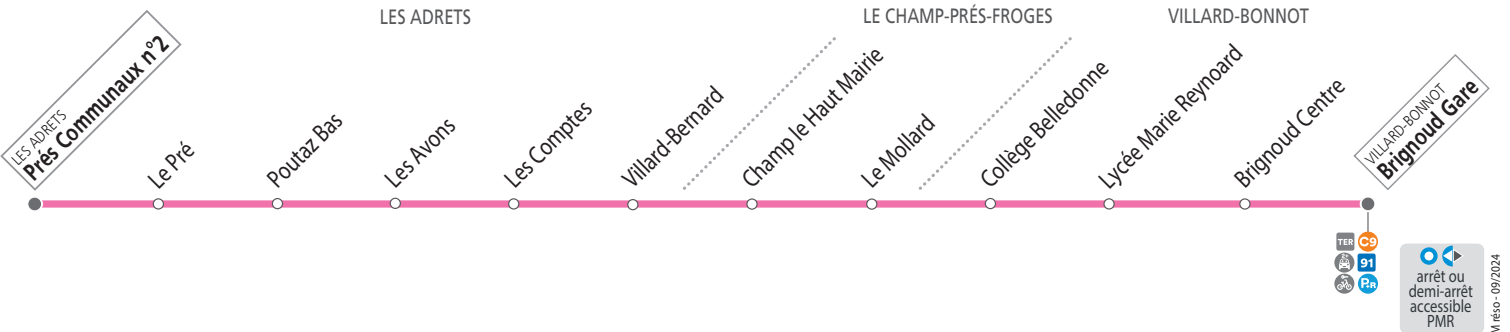 LES ADRETS
LE CHAMP-PRÉS-FROGES
VILLARD-BONNOT
LES ADRETS
Prés Communaux n°2
Le Pré
Poutaz Bas
Les Avons
Les Comptes
Villard-Bernard
Champ le Haut Mairie
Le Mollard
Collège Belledonne
Lycée Marie Reynoard
Brignoud Centre
VILLARD-BONNOT
Brignoud Gare
TER C9
91
P+R
arrêt ou
demi-arrêt
accessible
PMR
M réso - 09/2024